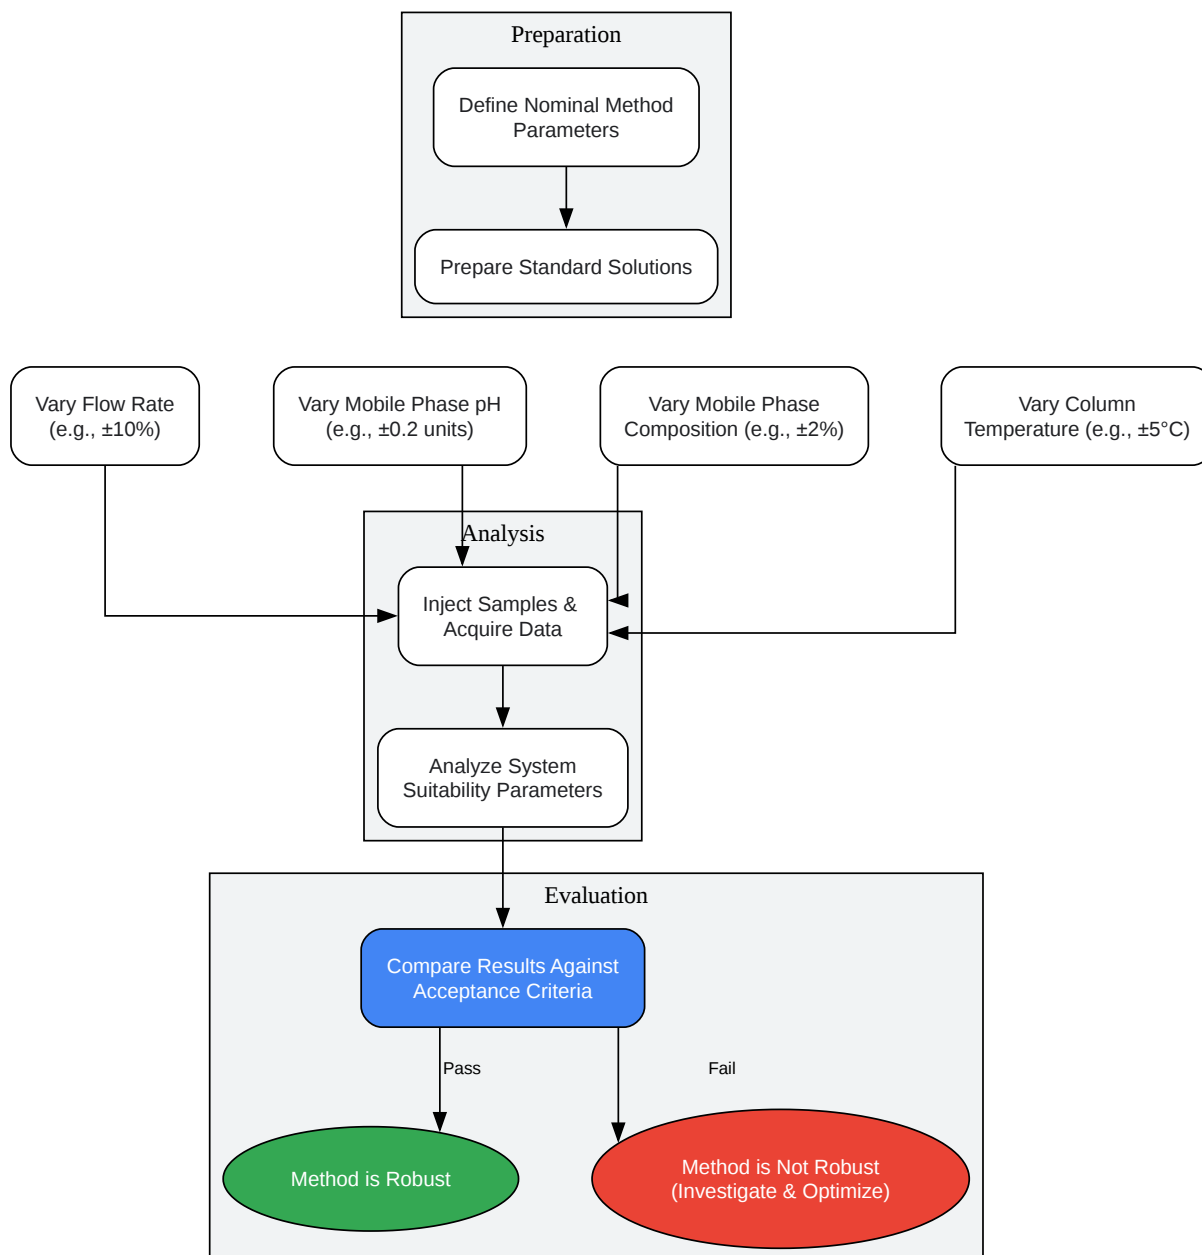 Preparation
Define Nominal Method
Parameters
Prepare Standard Solutions
Vary Flow Rate
(e.g., ±10%)
Vary Mobile Phase pH
(e.g., ±0.2 units)
Vary Mobile Phase
Composition (e.g., ±2%)
Vary Column
Temperature (e.g., ±5°C)
Analysis
Inject Samples &
Acquire Data
Analyze System
Suitability Parameters
Evaluation
Compare Results Against
Acceptance Criteria
Pass
Fail
Method is Robust
Method is Not Robust
(Investigate & Optimize)